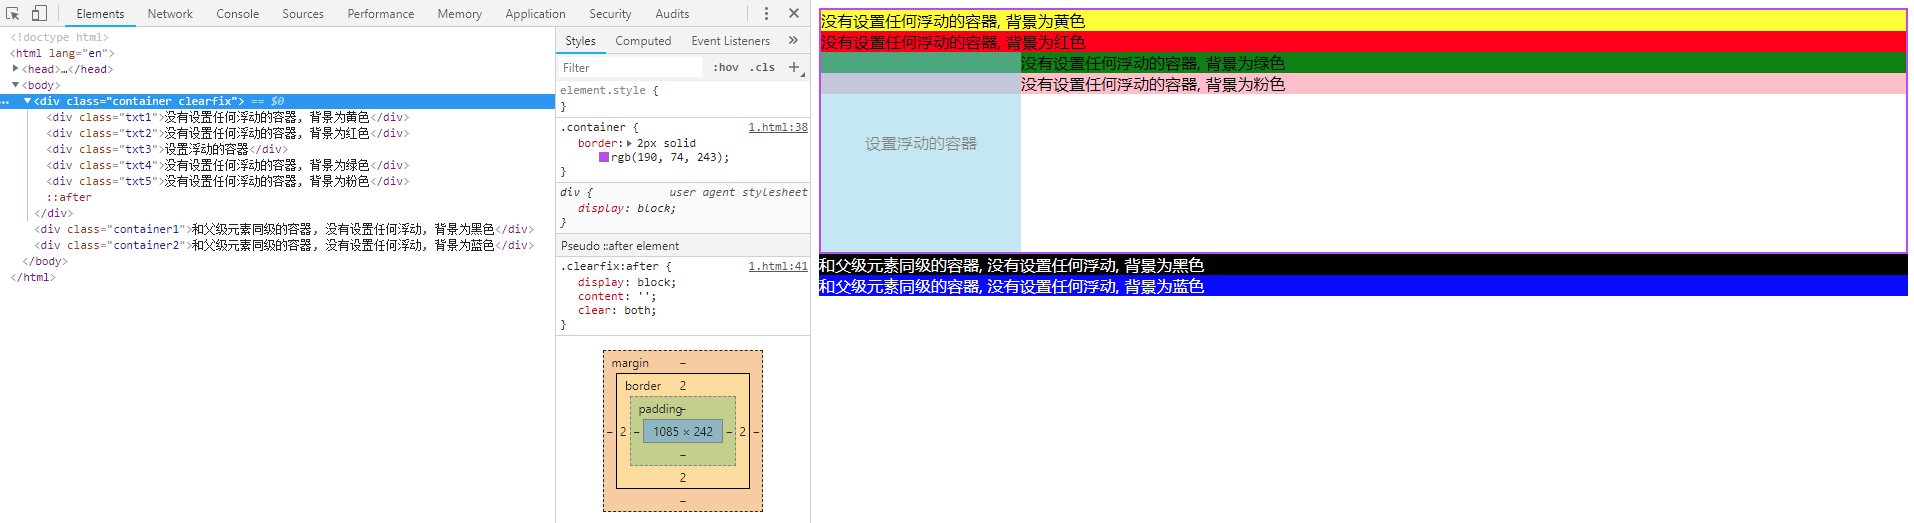 Elements Network Console Sources Performance Memory Application Security Audits
<!doctype html>
<html lang="en">
<head>…</head>
<body>
… <div class="container clearfix"> == $0
<div class="txt1">没有设置任何浮动的容器, 背景为黄色</div>
<div class="txt2">没有设置任何浮动的容器, 背景为红色</div>
<div class="txt3">设置浮动的容器</div>
<div class="txt4">没有设置任何浮动的容器, 背景为绿色</div>
<div class="txt5">没有设置任何浮动的容器, 背景为粉色</div>
::after
</div>
<div class="container1">和父级元素同级的容器, 没有设置任何浮动, 背景为黑色</div>
<div class="container2">和父级元素同级的容器, 没有设置任何浮动, 背景为蓝色</div>
</body>
</html>
Styles Computed Event Listeners »
Filter :hov .cls +
element.style {
}
.container { 1.html:38
border: 2px solid
rgb(190, 74, 243);
}
div { user agent stylesheet
display: block;
}
Pseudo ::after element
.clearfix:after { 1.html:41
display: block;
content: '';
clear: both;
}
margin –
border 2
padding –
– 2 – 1085 × 242 – 2 –
–
2
–
没有设置任何浮动的容器, 背景为黄色
没有设置任何浮动的容器, 背景为红色
没有设置任何浮动的容器, 背景为绿色
没有设置任何浮动的容器, 背景为粉色
设置浮动的容器
和父级元素同级的容器, 没有设置任何浮动, 背景为黑色
和父级元素同级的容器, 没有设置任何浮动, 背景为蓝色